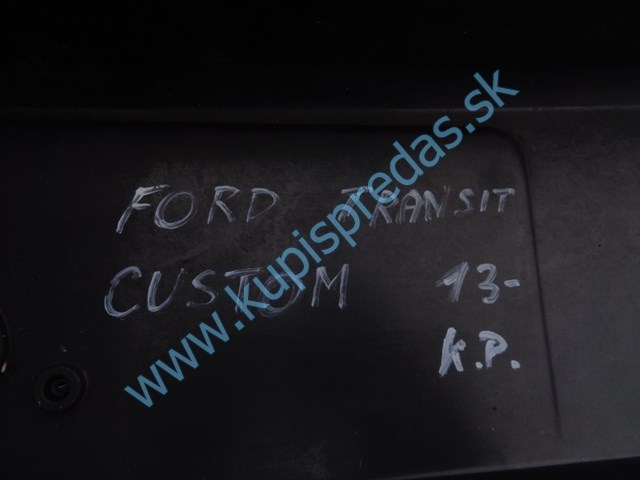 FORD TRANSIT
CUSTOM 13-
K.P.
www.kupispredas.sk